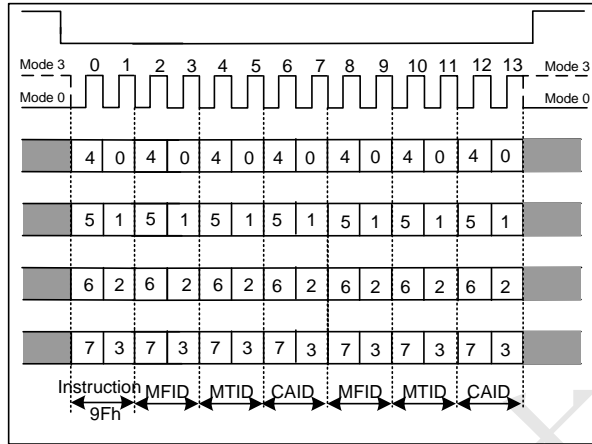 Mode 3 0 1 2 3 4 5 6 7 8 9 10 11 12 13 Mode 3
Mode 0 Mode 0
4 0 4 0 4 0 4 0 4 0 4 0 4 0
5 1 5 1 5 1 5 1 5 1 5 1 5 1
6 2 6 2 6 2 6 2 6 2 6 2 6 2
7 3 7 3 7 3 7 3 7 3 7 3 7 3
Instruction MFID MTID CAID MFID MTID CAID
9Fh